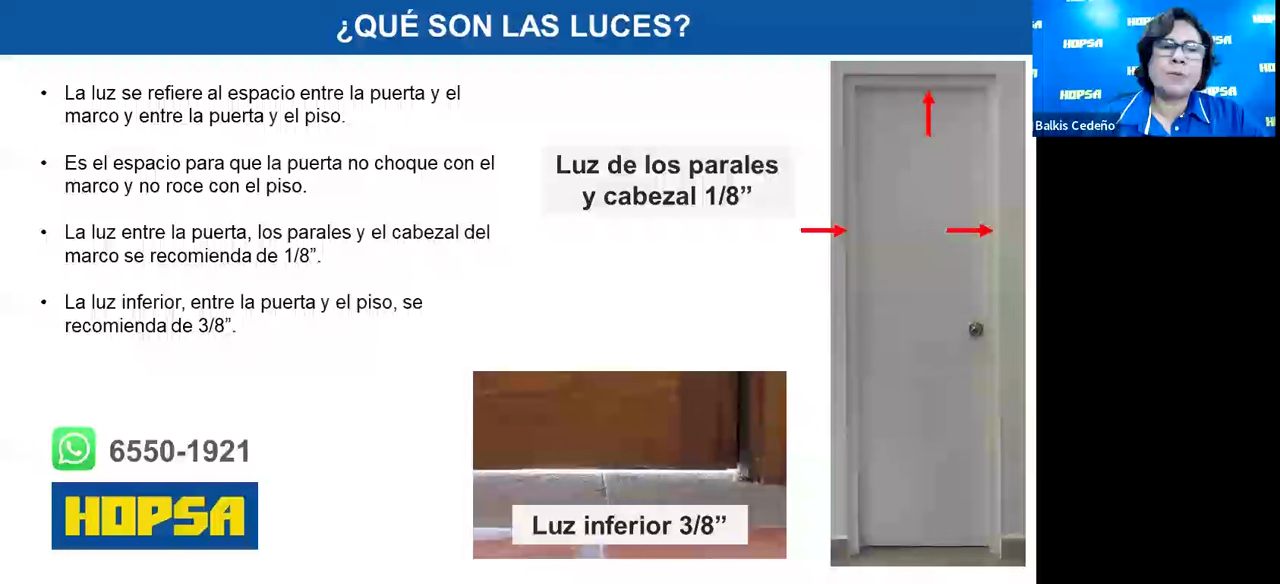 ¿QUÉ SON LAS LUCES?
• La luz se refiere al espacio entre la puerta y el
marco y entre la puerta y el piso.
• Es el espacio para que la puerta no choque con el
marco y no roce con el piso.
• La luz entre la puerta, los parales y el cabezal del
marco se recomienda de 1/8”.
• La luz inferior, entre la puerta y el piso, se
recomienda de 3/8”.
Luz de los parales
y cabezal 1/8”
6550-1921
HOPSA
Luz inferior 3/8”
HOPSA
HOPSA
Balkis Cedeño